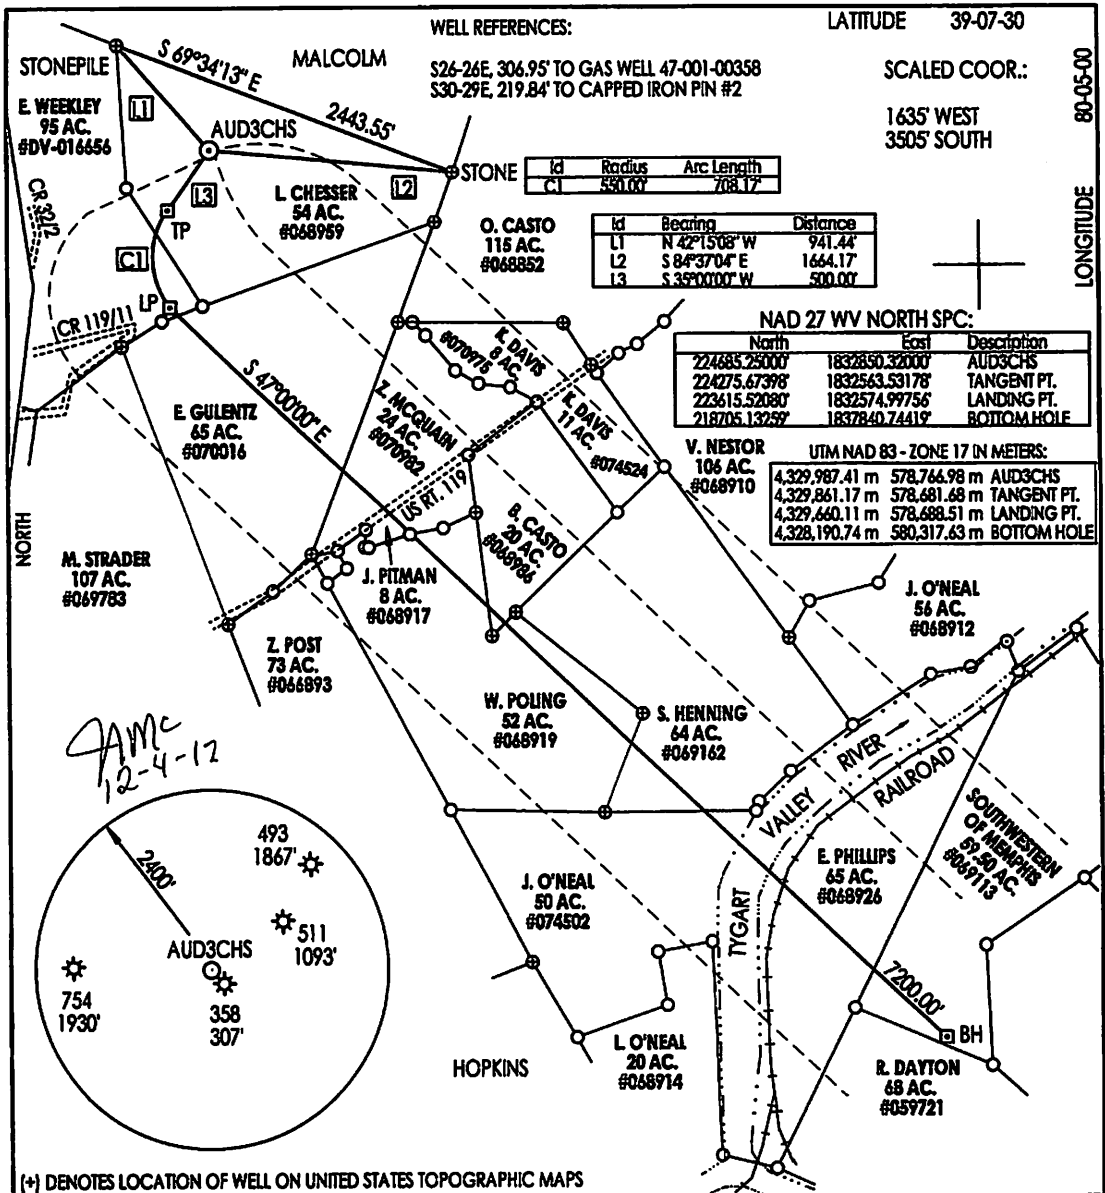 WELL REFERENCES:
S26-26E, 306.95' TO GAS WELL 47-001-00358
S30-29E, 219.84' TO CAPPED IRON PIN #2
LATITUDE 39-07-30
SCALED COOR.:
1635' WEST
3505' SOUTH
80-05-00
LONGITUDE
STONEPILE
S 69°34'13" E
2443.55'
MALCOLM
E. WEEKLEY
95 AC.
#DV-016656
L1
AUD3CHS
STONE
L2
L3
L. CHESSER
54 AC.
#068959
CR 32/2
TP
C1
LP
CR 119/11
Id Radius Arc Length
C1 550.00' 708.17'
O. CASTO
115 AC.
#068852
Id Bearing Distance
L1 N 42°15'08" W 941.44'
L2 S 84°37'04" E 1664.17'
L3 S 35°00'00" W 500.00'
NAD 27 WV NORTH SPC:
North East Description
224685.25000' 1832850.32000' AUD3CHS
224275.67398' 1832563.53178' TANGENT PT.
223615.52080' 1832574.99756' LANDING PT.
218705.13259' 1837840.74419' BOTTOM HOLE
UTM NAD 83 - ZONE 17 IN METERS:
4,329,987.41 m 578,766.98 m AUD3CHS
4,329,861.17 m 578,681.68 m TANGENT PT.
4,329,660.11 m 578,688.51 m LANDING PT.
4,328,190.74 m 580,317.63 m BOTTOM HOLE
K. DAVIS
8 AC.
#070975
S 47°00'00" E
Z. MCQUAIN
24 AC.
#070982
K. DAVIS
11 AC.
#074524
E. GULENTZ
65 AC.
#070016
V. NESTOR
106 AC.
#068910
US RT. 119
B. CASTO
20 AC.
#068986
NORTH
M. STRADER
107 AC.
#069783
J. PITMAN
8 AC.
#068917
J. O'NEAL
56 AC.
#068912
Z. POST
73 AC.
#066893
W. POLING
52 AC.
#068919
S. HENNING
64 AC.
#069162
JAMC
12-4-12
TYGART
VALLEY
RIVER
RAILROAD
SOUTHWESTERN
OF MEMPHIS
59.50 AC.
#069113
2400'
493
1867'
511
1093'
AUD3CHS
754
1930'
358
307'
J. O'NEAL
50 AC.
#074502
E. PHILLIPS
65 AC.
#068926
7200.00'
BH
HOPKINS
L O'NEAL
20 AC.
#068914
R. DAYTON
68 AC.
#059721
(+) DENOTES LOCATION OF WELL ON UNITED STATES TOPOGRAPHIC MAPS